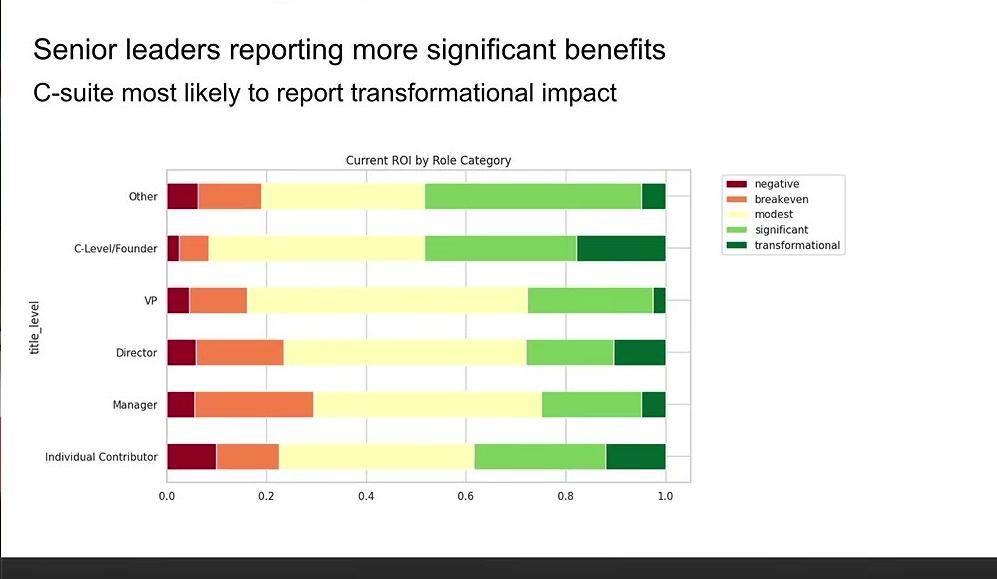 Senior leaders reporting more significant benefits
C-suite most likely to report transformational impact
Current ROI by Role Category
title_level
Other
C-Level/Founder
VP
Director
Manager
Individual Contributor
0.0 0.2 0.4 0.6 0.8 1.0
negative
breakeven
modest
significant
transformational